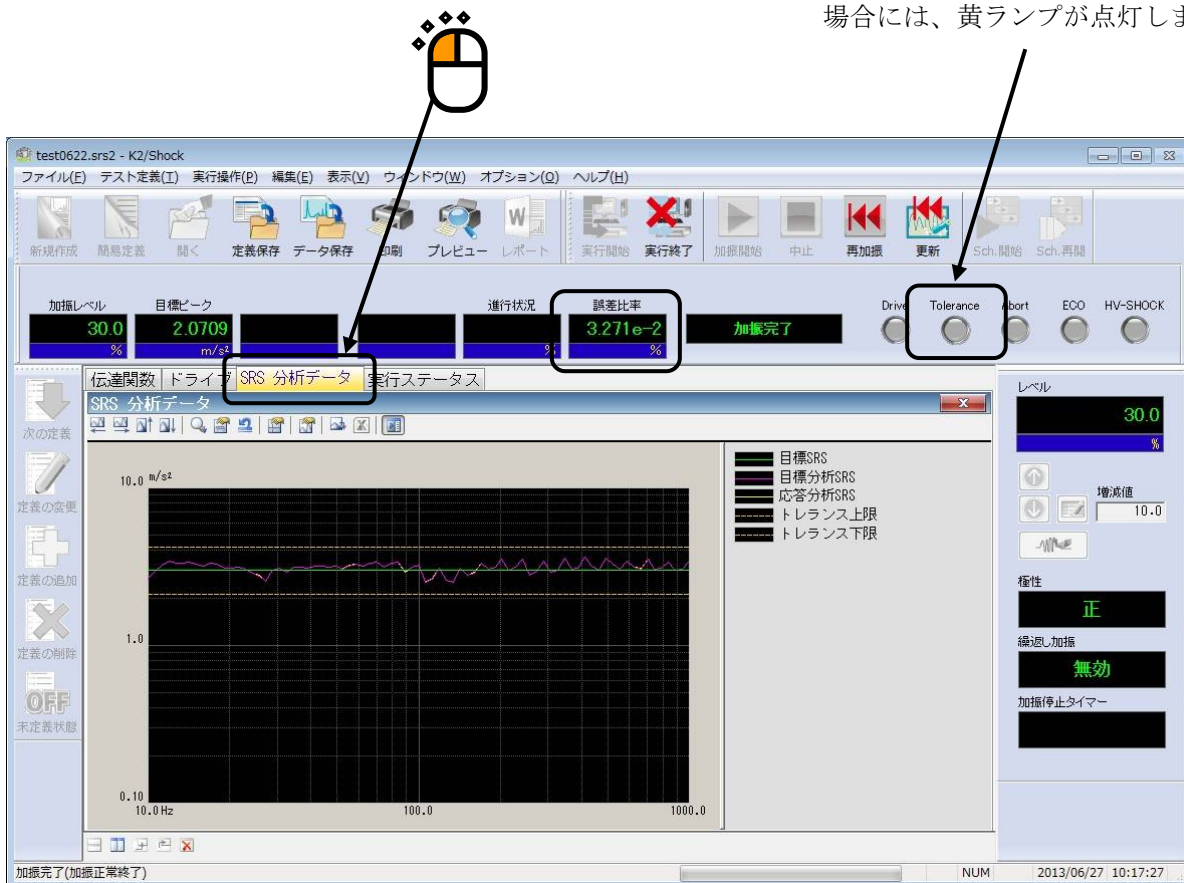 場合には、黄ランプが点灯しま
test0622.srs2 - K2/Shock
ファイル(F) テスト定義(T) 実行操作(P) 編集(E) 表示(V) ウィンドウ(W) オプション(O) ヘルプ(H)
新規作成 簡易定義 開く 定義保存 データ保存 印刷 プレビュー レポート 実行開始 実行終了 加振開始 中止 再加振 更新 Sch.開始 Sch.再開
加振レベル 目標ピーク 進行状況 誤差比率 Drive Tolerance Abort ECO HV-SHOCK
30.0 2.0709 3.271e-2 加振完了
% m/s² % %
伝達関数 ドライブ SRS 分析データ 実行ステータス
SRS 分析データ
次の定義
定義の変更
定義の追加
定義の削除
OFF
未定義状態
10.0 m/s²
1.0
0.10
10.0 Hz 100.0 1000.0
目標SRS
目標分析SRS
応答分析SRS
トレランス上限
トレランス下限
レベル
30.0
%
増減値
10.0
極性
正
繰返し加振
無効
加振停止タイマー
加振完了(加振正常終了) NUM 2013/06/27 10:17:27